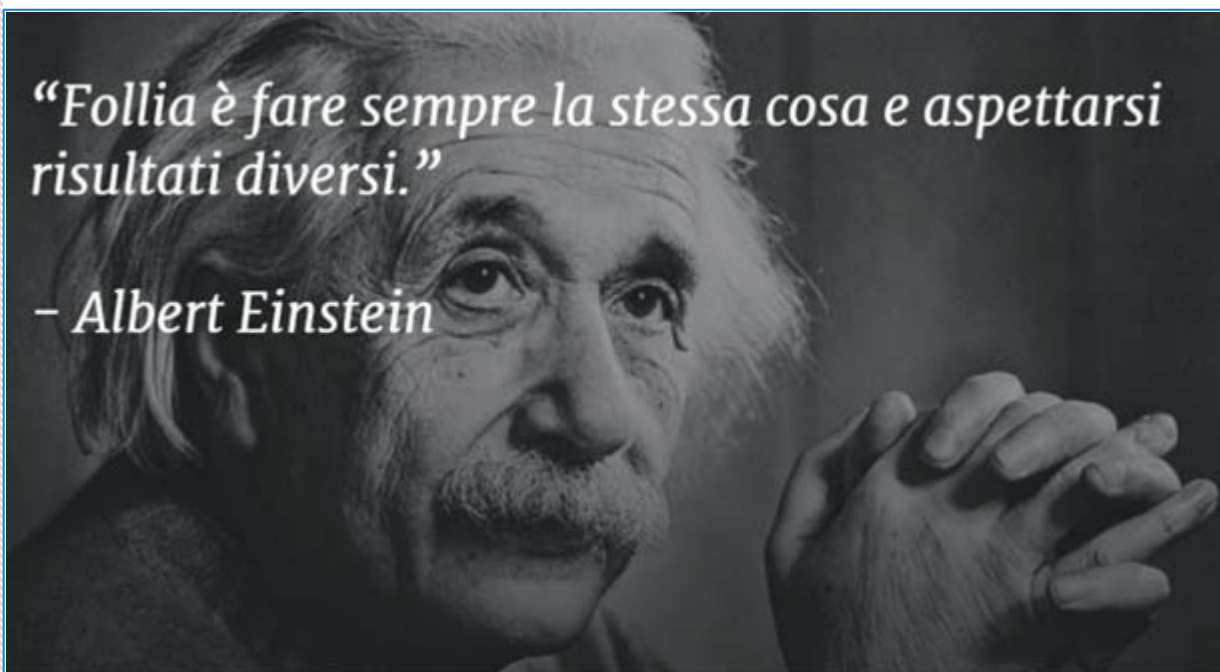 “Follia è fare sempre la stessa cosa e aspettarsi
risultati diversi.”
– Albert Einstein